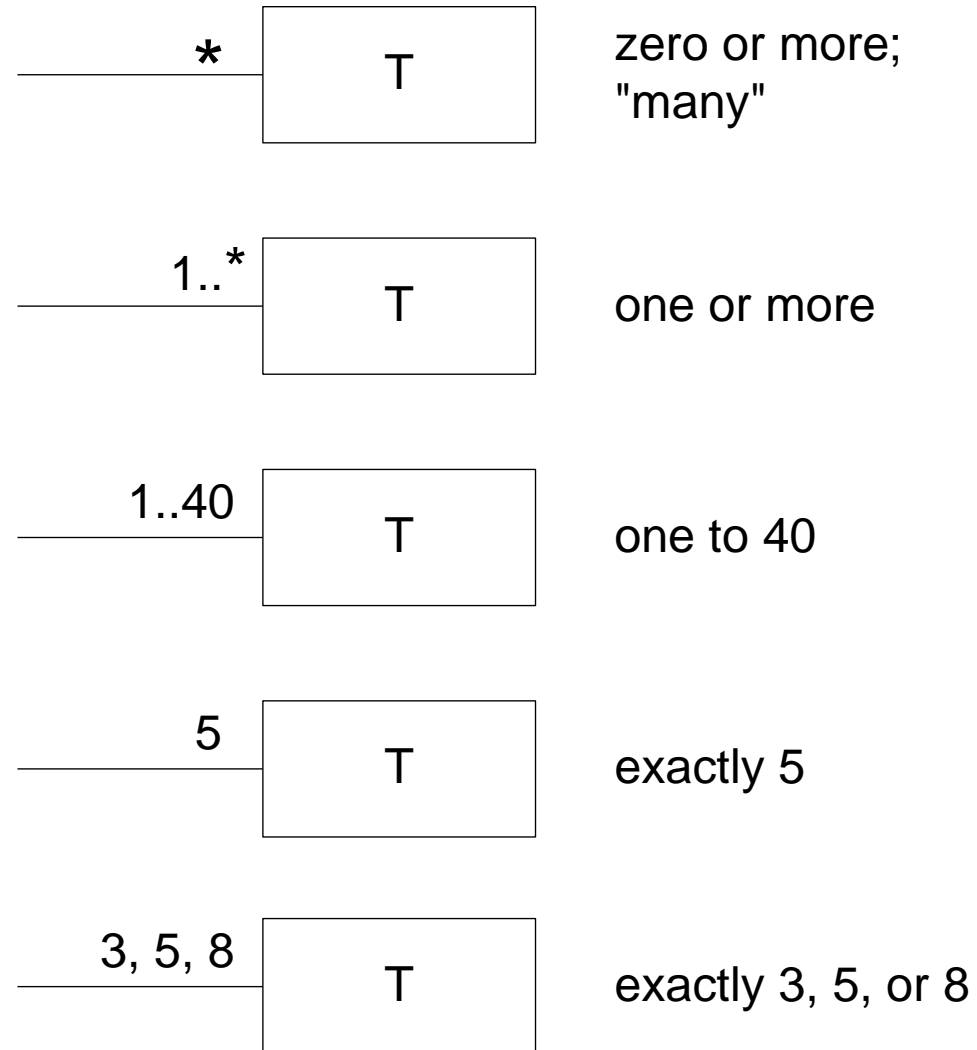 * T zero or more;
"many"
1..* T one or more
1..40 T one to 40
5 T exactly 5
3, 5, 8 T exactly 3, 5, or 8